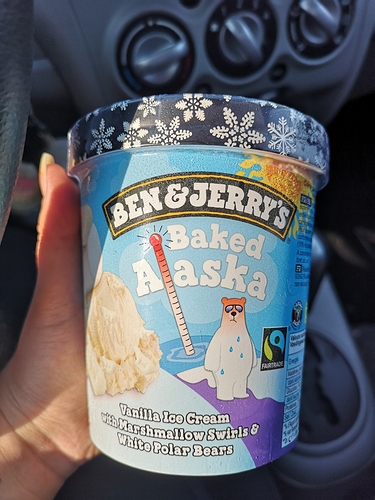 BEN & JERRY'S
Baked
Alaska
FAIRTRADE
Vanilla Ice Cream
with Marshmallow Swirls &
White Polar Bears